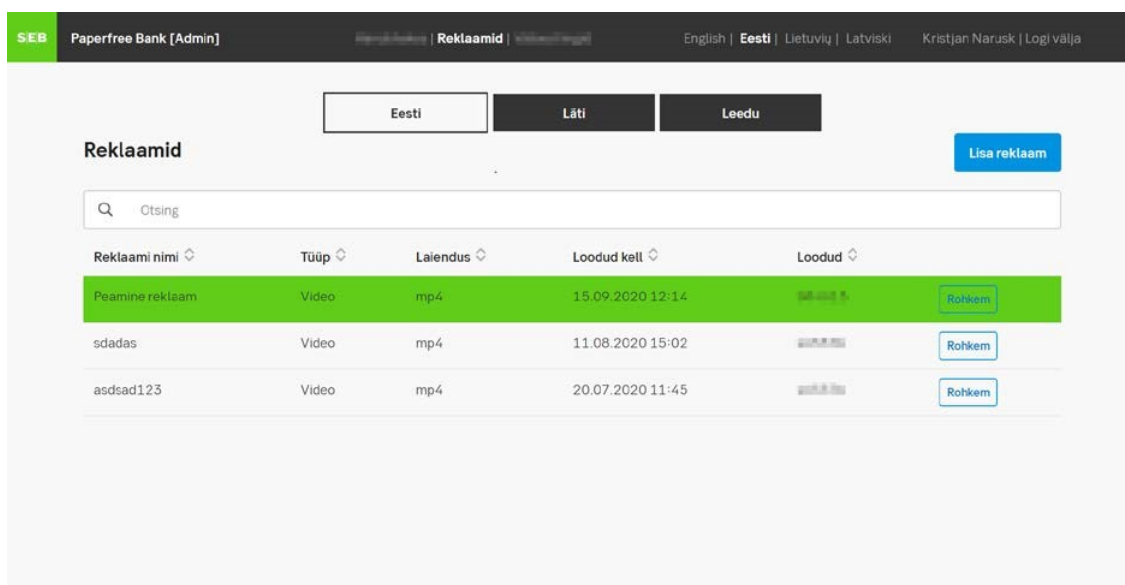 SEB Paperfree Bank [Admin] | Reklaamid | English | Eesti | Lietuvių | Latviski Kristjan Narusk | Logi välja
Eesti Läti Leedu
Reklaamid Lisa reklaam
Otsing
Reklaami nimi Tüüp Laiendus Loodud kell Loodud
Peamine reklaam Video mp4 15.09.2020 12:14 Rohkem
sdadas Video mp4 11.08.2020 15:02 Rohkem
asdsad123 Video mp4 20.07.2020 11:45 Rohkem